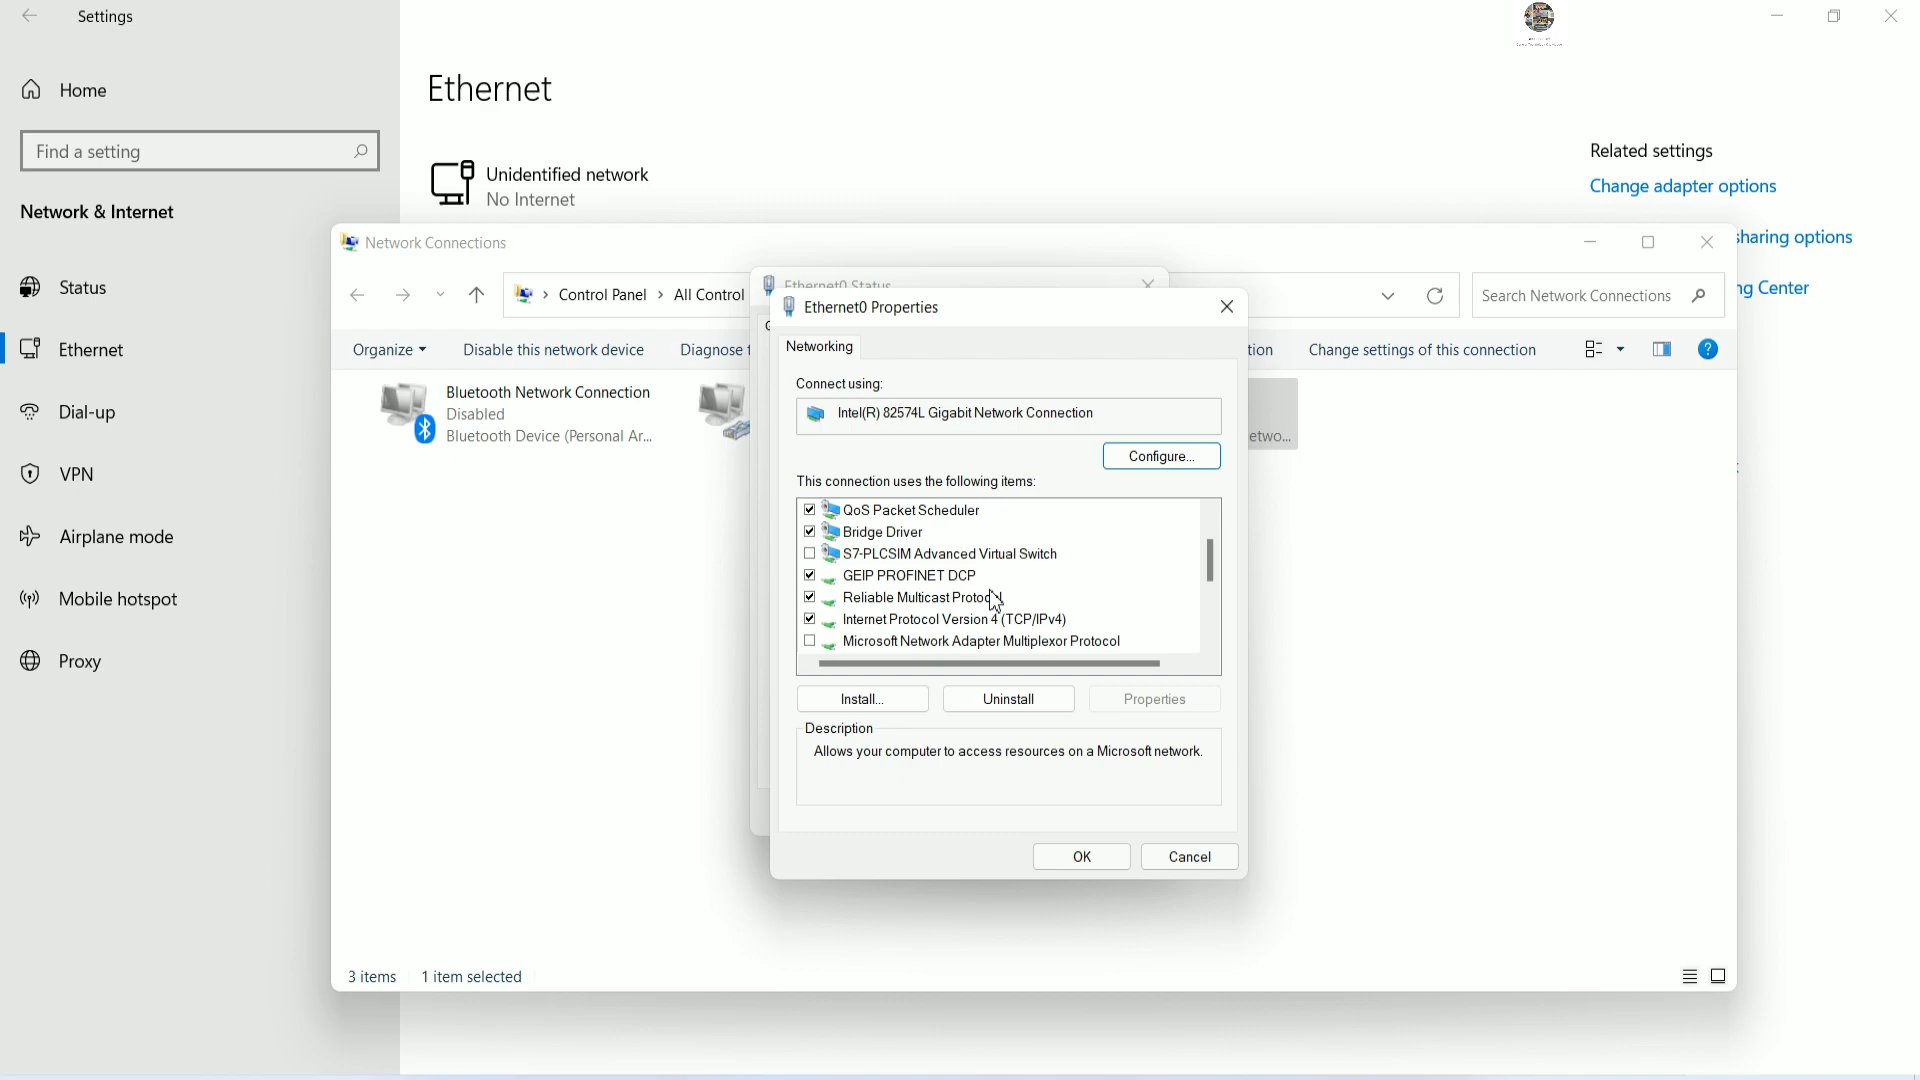 Settings
Home
Find a setting
Network & Internet
Status
Ethernet
Dial-up
VPN
Airplane mode
Mobile hotspot
Proxy
Ethernet
Unidentified network
No Internet
Related settings
Change adapter options
sharing options
ng Center
Network Connections
Control Panel > All Control
Search Network Connections
Organize
Disable this network device
Diagnose t
tion
Change settings of this connection
Bluetooth Network Connection
Disabled
Bluetooth Device (Personal Ar...
etwo...
3 items 1 item selected
Ethernet0 Status
G
Ethernet0 Properties
Networking
Connect using:
Intel(R) 82574L Gigabit Network Connection
Configure...
This connection uses the following items:
QoS Packet Scheduler
Bridge Driver
S7-PLCSIM Advanced Virtual Switch
GEIP PROFINET DCP
Reliable Multicast Protocol
Internet Protocol Version 4 (TCP/IPv4)
Microsoft Network Adapter Multiplexor Protocol
Install...
Uninstall
Properties
Description
Allows your computer to access resources on a Microsoft network.
OK
Cancel